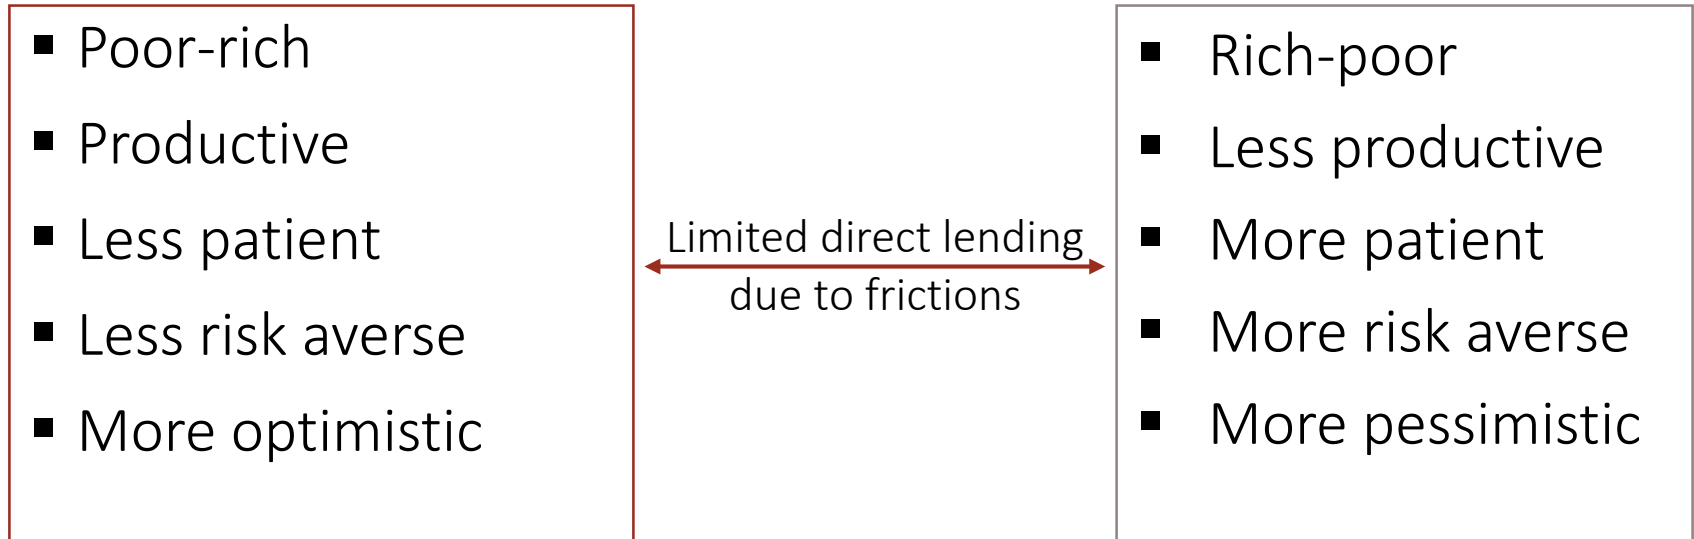 ▪ Poor-rich
▪ Productive
▪ Less patient
▪ Less risk averse
▪ More optimistic
Limited direct lending
due to frictions
▪ Rich-poor
▪ Less productive
▪ More patient
▪ More risk averse
▪ More pessimistic